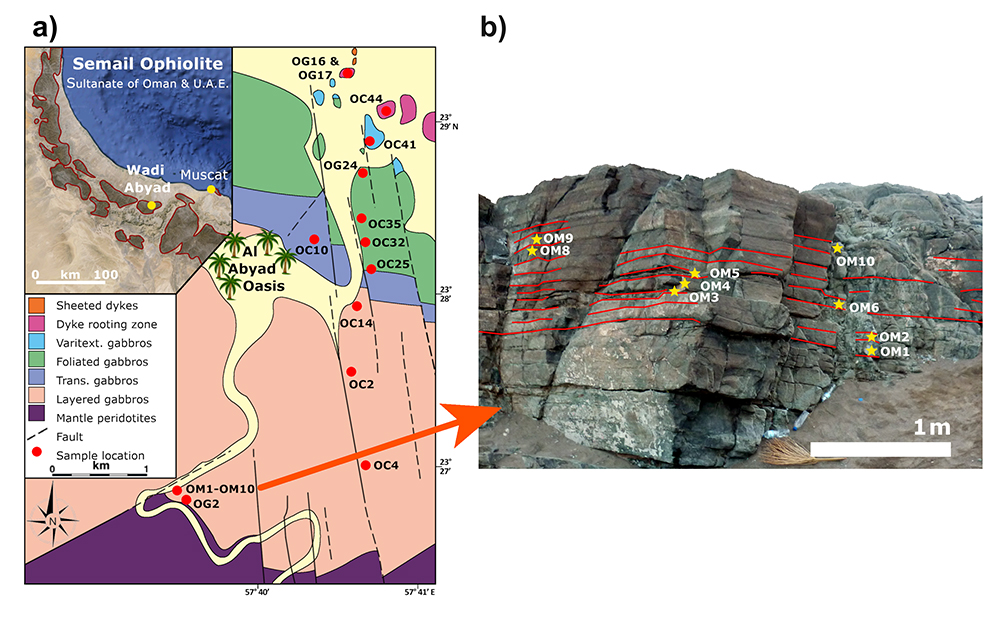 a)
Semail Ophiolite
Sultanate of Oman & U.A.E.
Wadi
Abyad
Muscat
0 km 100
Sheeted dykes
Dyke rooting zone
Varitext. gabbros
Foliated gabbros
Trans. gabbros
Layered gabbros
Mantle peridotites
Fault
Sample location
km
0 1
N
OG16 &
OG17
OC44
OC41
OG24
OC35
OC32
OC10
OC25
Al
Abyad
Oasis
OC14
OC2
OC4
OM1-OM10
OG2
23°
29' N
23°
28'
23°
27'
57°40'
57°41' E
b)
OM9
OM8
OM10
OM5
OM4
OM3
OM6
OM2
OM1
1m